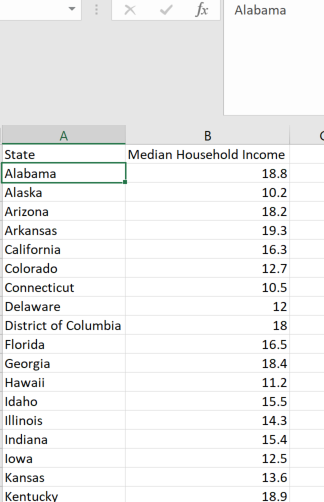 fx Alabama
A B
State Median Household Income
Alabama 18.8
Alaska 10.2
Arizona 18.2
Arkansas 19.3
California 16.3
Colorado 12.7
Connecticut 10.5
Delaware 12
District of Columbia 18
Florida 16.5
Georgia 18.4
Hawaii 11.2
Idaho 15.5
Illinois 14.3
Indiana 15.4
Iowa 12.5
Kansas 13.6
Kentucky 18.9